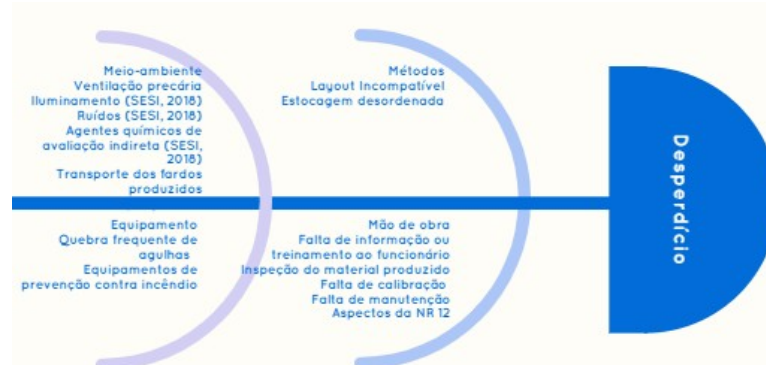 Meio-ambiente
Ventilação precária
Iluminamento (SESI, 2018)
Ruídos (SESI, 2018)
Agentes químicos de
avaliação indireta (SESI,
2018)
Transporte dos fardos
produzidos
Métodos
Layout Incompatível
Estocagem desordenada
Equipamento
Quebra frequente de
agulhas
Equipamentos de
prevenção contra incêndio
Mão de obra
Falta de informação ou
treinamento ao funcionário
Inspeção do material produzido
Falta de calibração
Falta de manutenção
Aspectos da NR 12
Desperdício